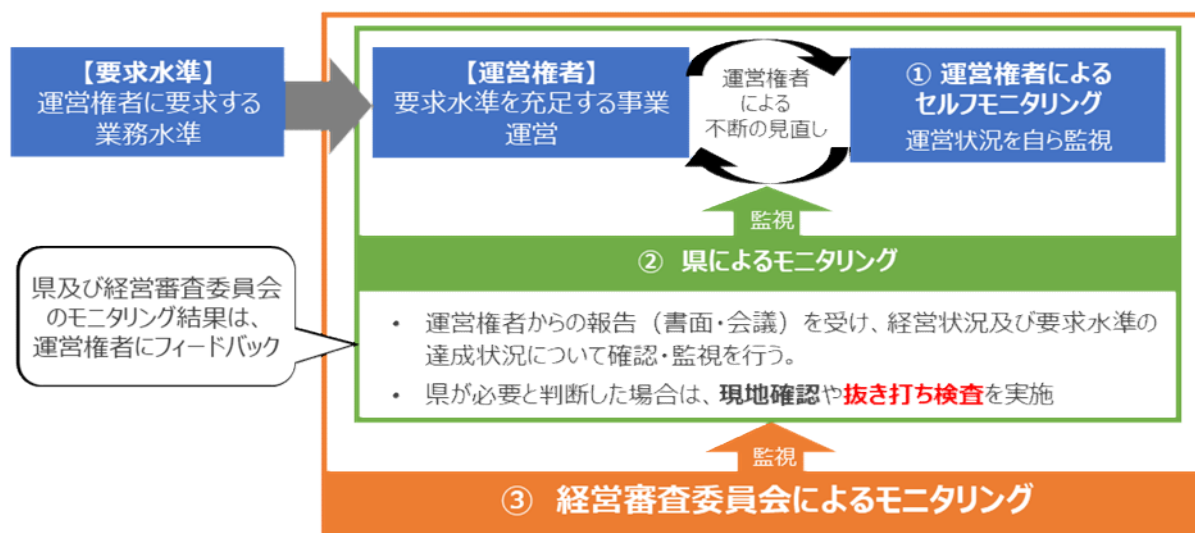 【要求水準】
運営権者に要求する
業務水準
【運営権者】
要求水準を充足する事業
運営
運営権者
による
不断の見直し
① 運営権者による
セルフモニタリング
運営状況を自ら監視
監視
② 県によるモニタリング
県及び経営審査委員会
のモニタリング結果は、
運営権者にフィードバック
• 運営権者からの報告（書面・会議）を受け、経営状況及び要求水準の
達成状況について確認・監視を行う。
• 県が必要と判断した場合は、現地確認や抜き打ち検査を実施
監視
③ 経営審査委員会によるモニタリング